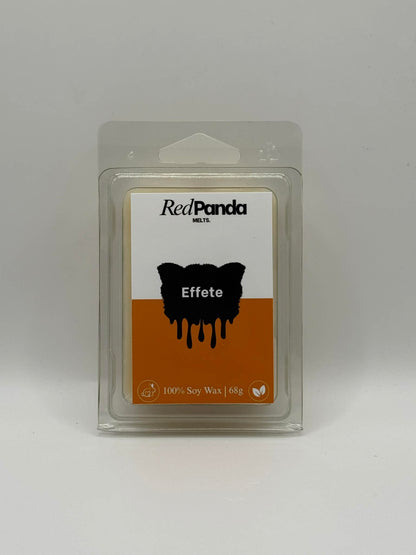 RedPanda
MELTS.
Effete
100% Soy Wax | 68g